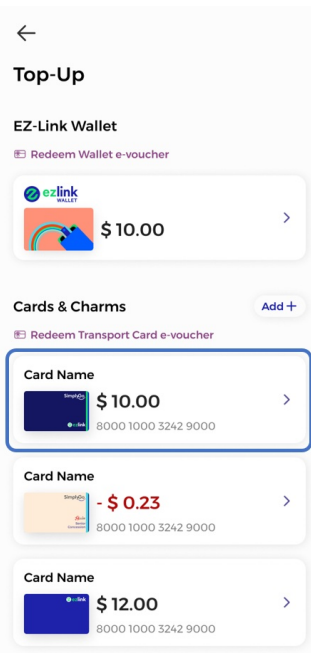 Top-Up
EZ-Link Wallet
Redeem Wallet e-voucher
ezlink
WALLET
$ 10.00
Cards & Charms
Add +
Redeem Transport Card e-voucher
Card Name
SimplyGo
$ 10.00
ezlink
8000 1000 3242 9000
Card Name
SimplyGo
- $ 0.23
8000 1000 3242 9000
Card Name
ezlink
$ 12.00
8000 1000 3242 9000